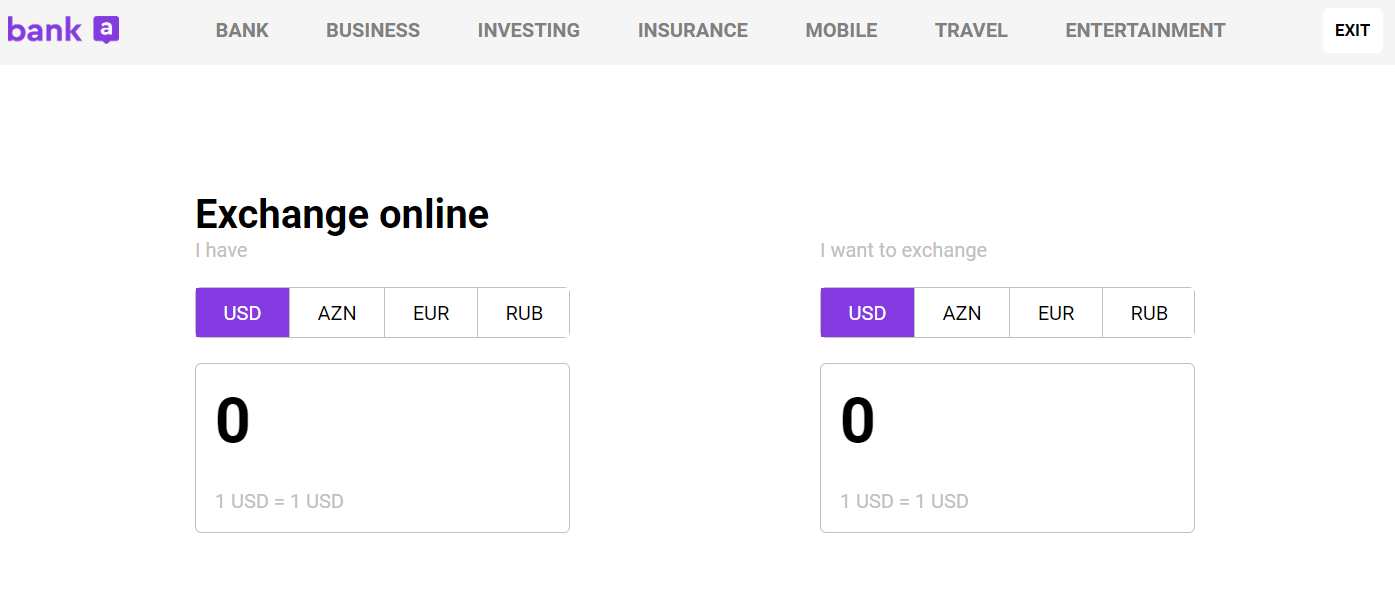 bank a BANK BUSINESS INVESTING INSURANCE MOBILE TRAVEL ENTERTAINMENT EXIT
Exchange online
I have
USD AZN EUR RUB
0
1 USD = 1 USD
I want to exchange
USD AZN EUR RUB
0
1 USD = 1 USD